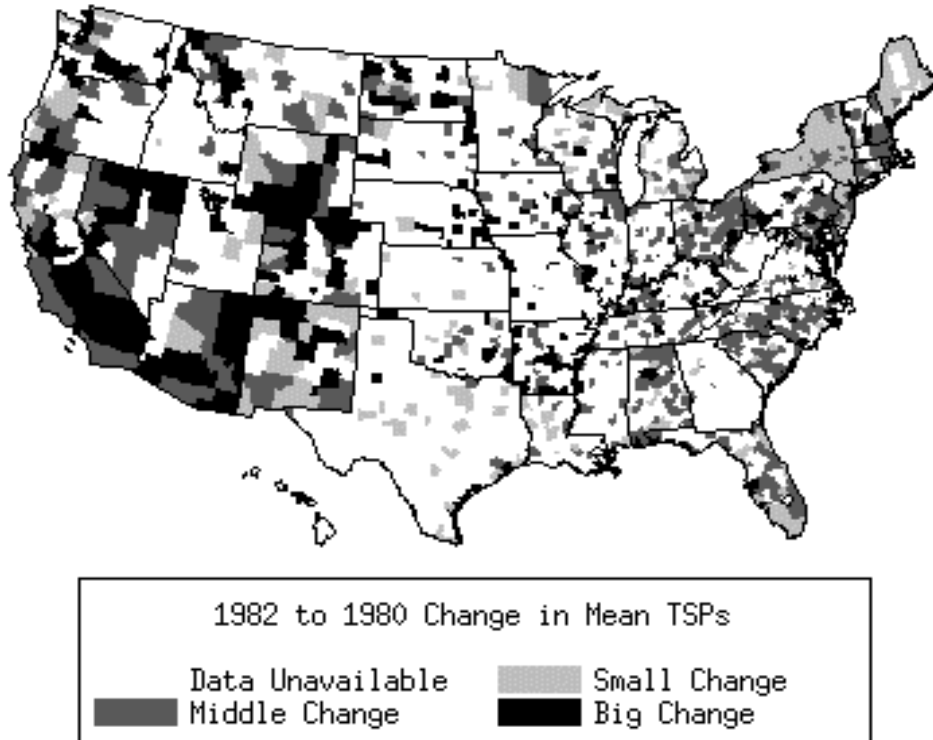 1982 to 1980 Change in Mean TSPs
Data Unavailable Small Change
Middle Change Big Change